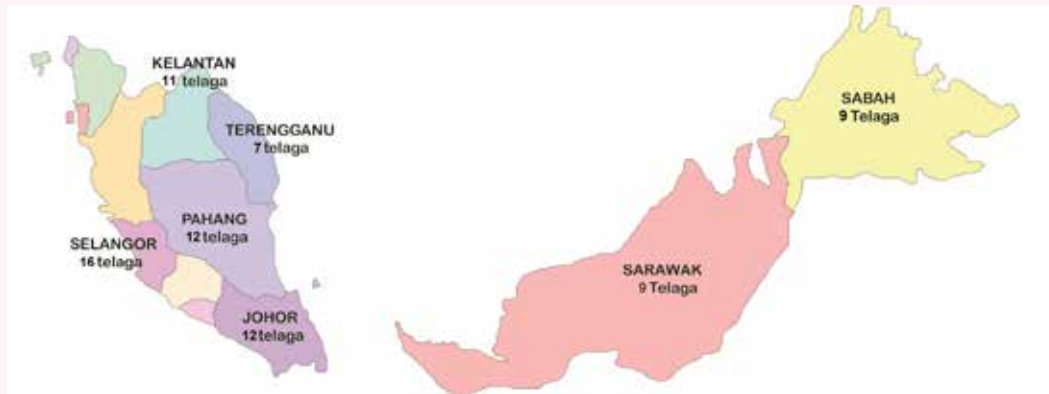 KELANTAN
11 telaga
TERENGGANU
7 telaga
PAHANG
12 telaga
SELANGOR
16 telaga
JOHOR
12 telaga
SABAH
9 Telaga
SARAWAK
9 Telaga